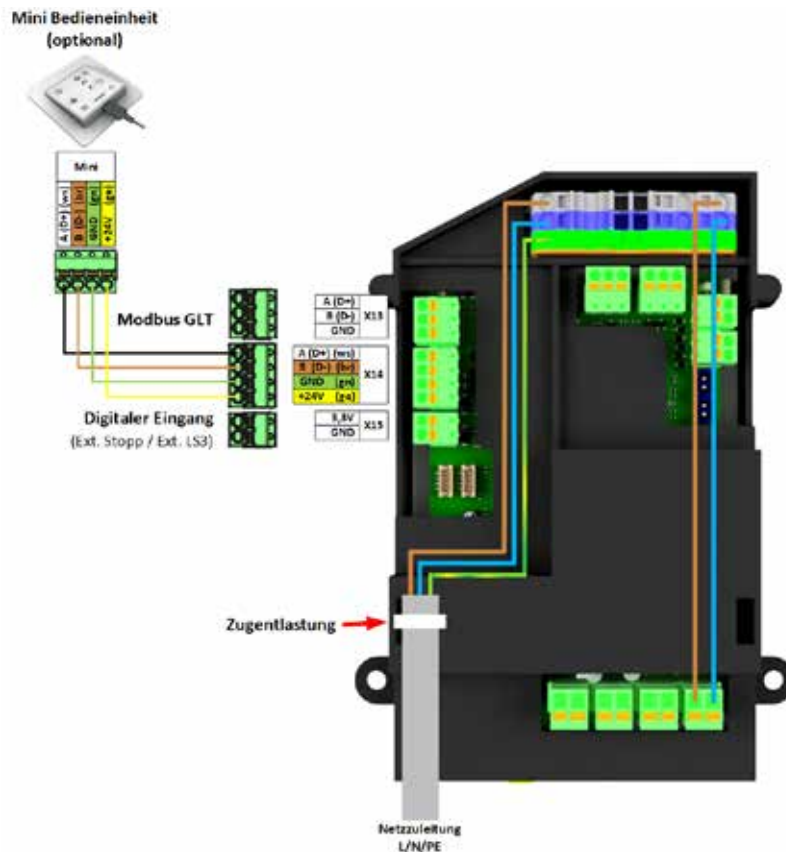 Mini Bedieneinheit
(optional)
Mini
A (D+) (ws)
B (D-) (br)
GND (gn)
+24V (ge)
Modbus GLT
A (D+)
B (D-)
GND
X13
A (D+) (ws)
B (D-) (br)
GND (gn)
+24V (ge)
X14
Digitaler Eingang
(Ext. Stopp / Ext. LS3)
3,3V
GND
X15
Zugentlastung
Netzzuleitung
L/N/PE